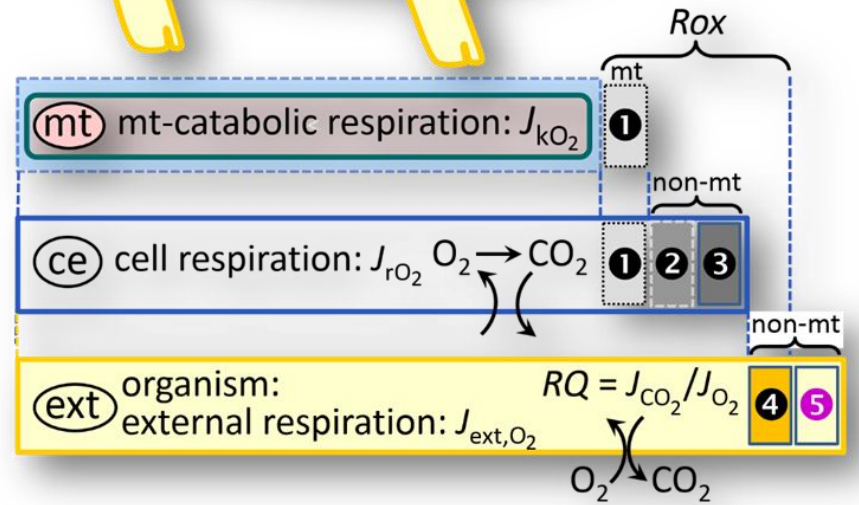 Rox
mt
mt mt-catabolic respiration: JkO₂ ❶
non-mt
ce cell respiration: JrO₂ O₂→CO₂ ❶ ❷ ❸
non-mt
ext organism: RQ = JCO₂/JO₂ ❹ ❺
external respiration: Jext,O₂
O₂ CO₂